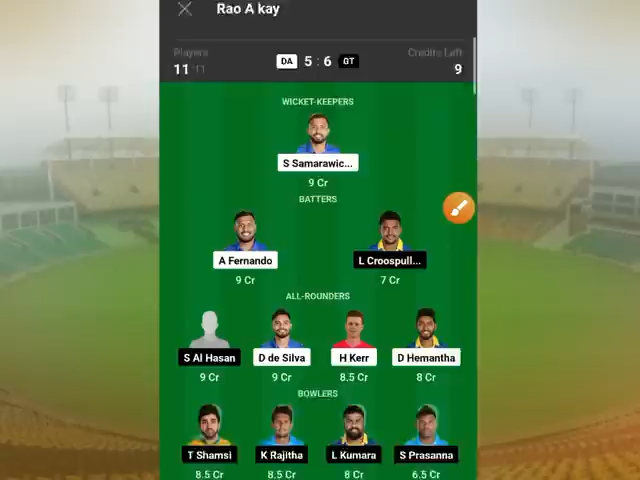 Rao A kay
Players
11 /11
DA 5 : 6 GT
Credits Left
9
WICKET-KEEPERS
S Samarawic...
9 Cr
BATTERS
A Fernando L Croospull...
9 Cr 7 Cr
ALL-ROUNDERS
S Al Hasan D de Silva H Kerr D Hemantha
9 Cr 9 Cr 8.5 Cr 8 Cr
BOWLERS
T Shamsi K Rajitha L Kumara S Prasanna
8.5 Cr 8.5 Cr 8 Cr 6.5 Cr